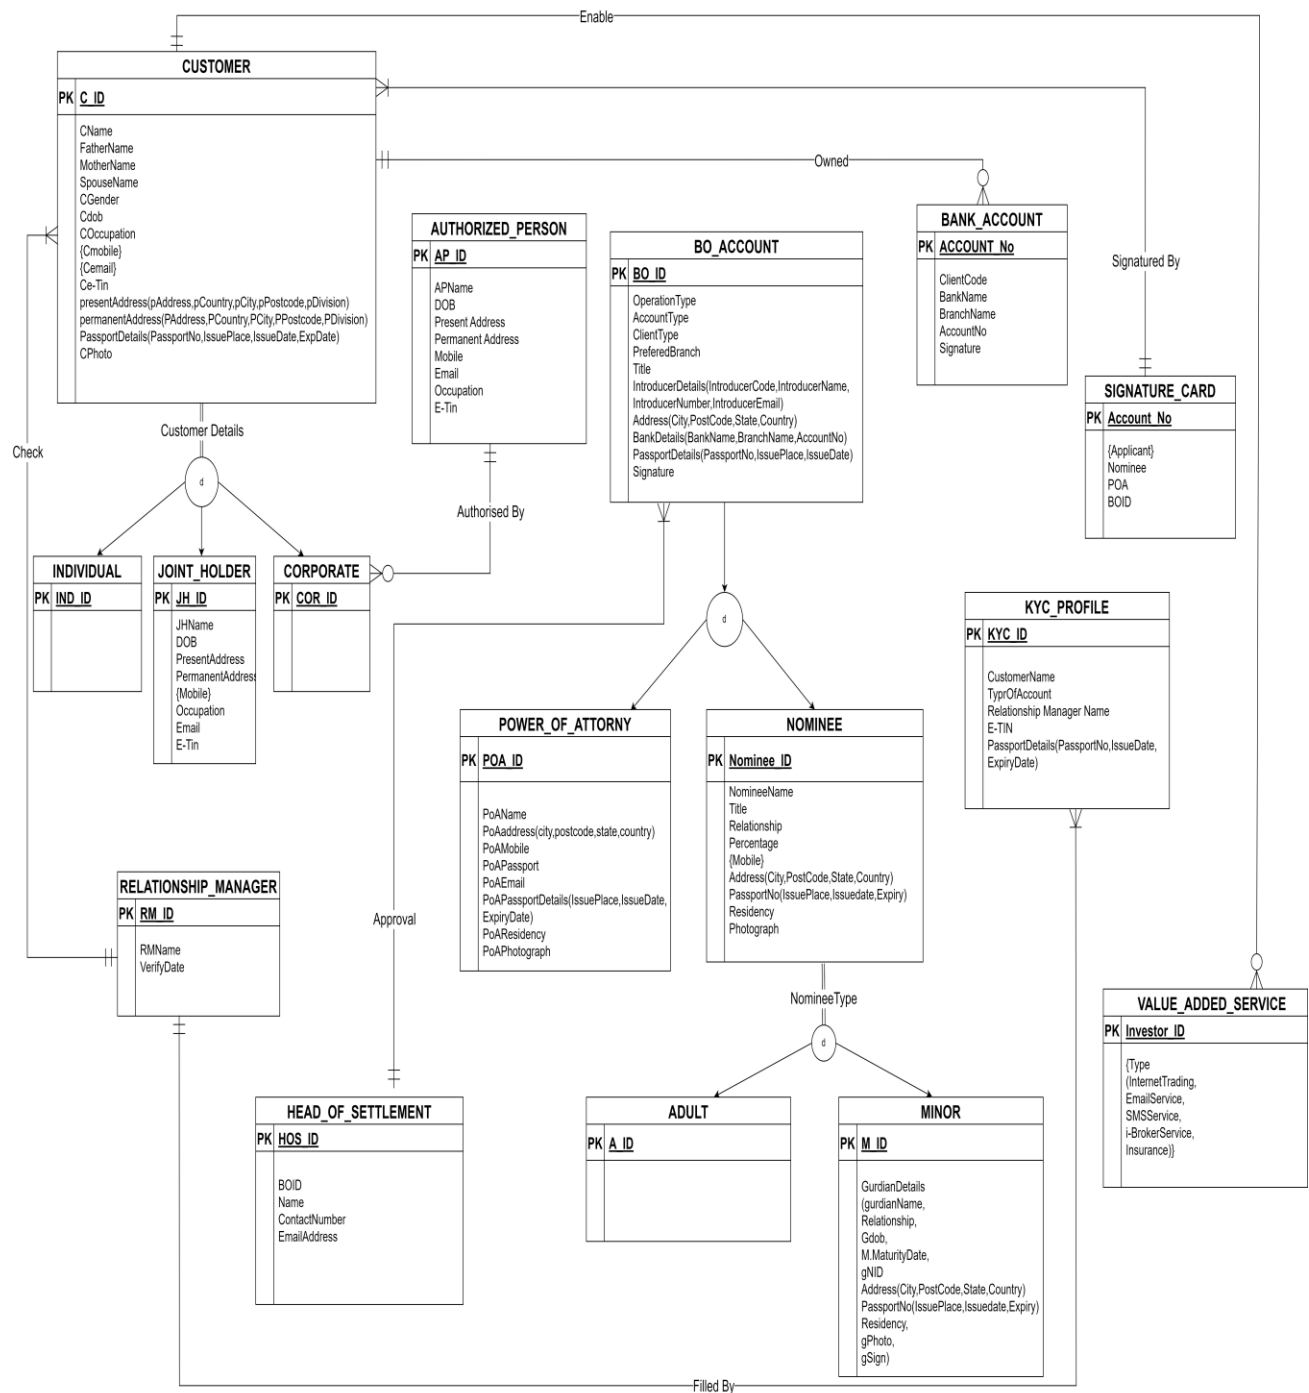 Enable
CUSTOMER
PK C_ID
CName
FatherName
MotherName
SpouseName
CGender
Cdob
COccupation
{Cmobile}
{Cemail}
Ce-Tin
presentAddress(pAddress,pCountry,pCity,pPostcode,pDivision)
permanentAddress(PAddress,PCountry,PCity,PPostcode,PDivision)
PassportDetails(PassportNo,IssuePlace,IssueDate,ExpDate)
CPhoto
Owned
AUTHORIZED_PERSON
PK AP_ID
APName
DOB
Present Address
Permanent Address
Mobile
Email
Occupation
E-Tin
BO_ACCOUNT
PK BO_ID
OperationType
AccountType
ClientType
PreferedBranch
Title
IntroducerDetails(IntroducerCode,IntroducerName,
IntroducerNumber,IntroducerEmail)
Address(City,PostCode,State,Country)
BankDetails(BankName,BranchName,AccountNo)
PassportDetails(PassportNo,IssuePlace,IssueDate)
Signature
BANK_ACCOUNT
PK ACCOUNT_No
ClientCode
BankName
BranchName
AccountNo
Signature
Signatured By
SIGNATURE_CARD
PK Account_No
{Applicant}
Nominee
POA
BOID
Customer Details
Check
d
Authorised By
INDIVIDUAL
PK IND_ID
JOINT_HOLDER
PK JH_ID
JHName
DOB
PresentAddress
PermanentAddress
{Mobile}
Occupation
Email
E-Tin
CORPORATE
PK COR_ID
d
KYC_PROFILE
PK KYC_ID
CustomerName
TyprOfAccount
Relationship Manager Name
E-TIN
PassportDetails(PassportNo,IssueDate,
ExpiryDate)
POWER_OF_ATTORNY
PK POA_ID
PoAName
PoAaddress(city,postcode,state,country)
PoAMobile
PoAPassport
PoAEmail
PoAPassportDetails(IssuePlace,IssueDate,
ExpiryDate)
PoAResidency
PoAPhotograph
NOMINEE
PK Nominee_ID
NomineeName
Title
Relationship
Percentage
{Mobile}
Address(City,PostCode,State,Country)
PassportNo(IssuePlace,Issuedate,Expiry)
Residency
Photograph
RELATIONSHIP_MANAGER
PK RM_ID
RMName
VerifyDate
Approval
NomineeType
d
VALUE_ADDED_SERVICE
PK Investor_ID
{Type
(InternetTrading,
EmailService,
SMSService,
i-BrokerService,
Insurance)}
HEAD_OF_SETTLEMENT
PK HOS_ID
BOID
Name
ContactNumber
EmailAddress
ADULT
PK A_ID
MINOR
PK M_ID
GurdianDetails
(gurdianName,
Relationship,
Gdob,
M.MaturityDate,
gNID
Address(City,PostCode,State,Country)
PassportNo(IssuePlace,Issuedate,Expiry)
Residency,
gPhoto,
gSign)
Filled By